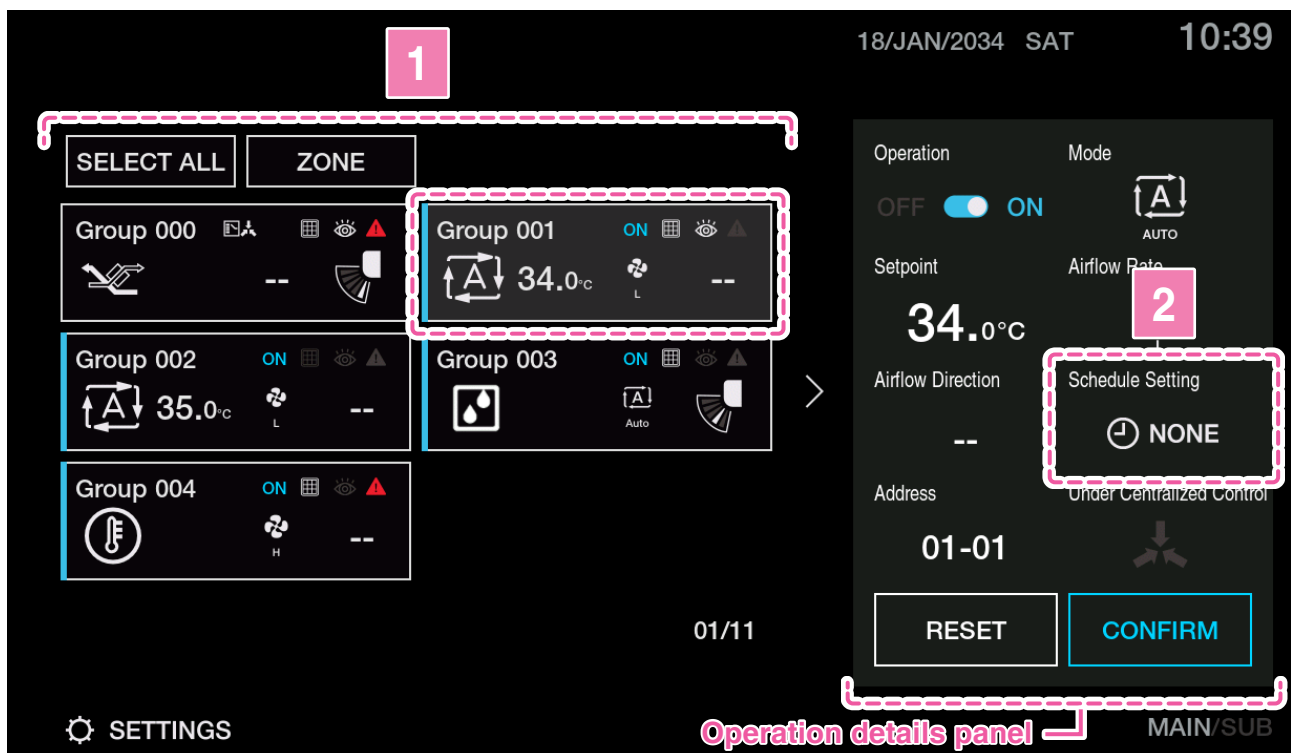 18/JAN/2034 SAT 10:39
1
SELECT ALL ZONE
Group 000
--
Group 001 ON
A 34.0°C L --
Group 002 ON
A 35.0°C L --
Group 003 ON
A Auto
Group 004 ON
H --
01/11
SETTINGS
Operation Mode
OFF ON A
AUTO
Setpoint Airflow Rate
34.0°C 2
Airflow Direction Schedule Setting
-- NONE
Address Under Centralized Control
01-01
RESET CONFIRM
Operation details panel
MAIN/SUB